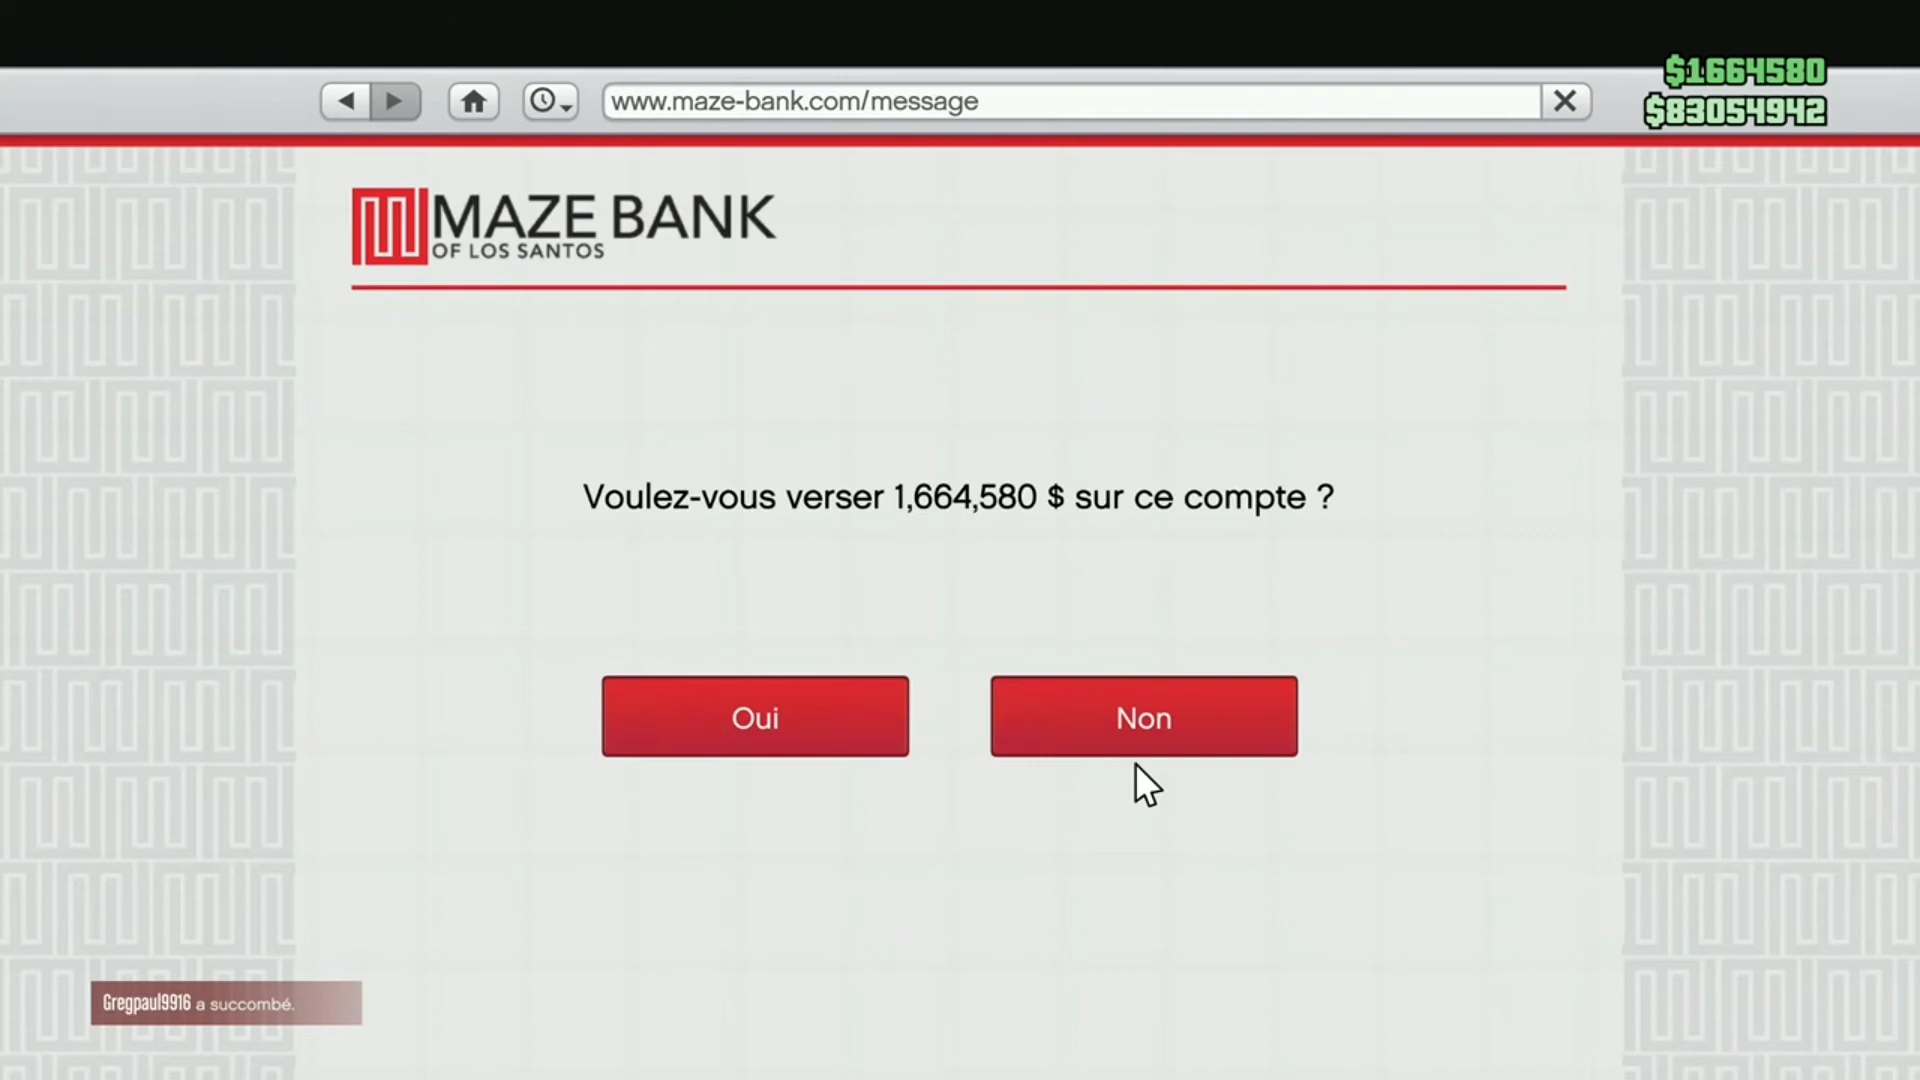 www.maze-bank.com/message
$1664580
$83054942
MAZE BANK
OF LOS SANTOS
Voulez-vous verser 1,664,580 $ sur ce compte ?
Oui
Non
Gregpaul9916 a succombé.